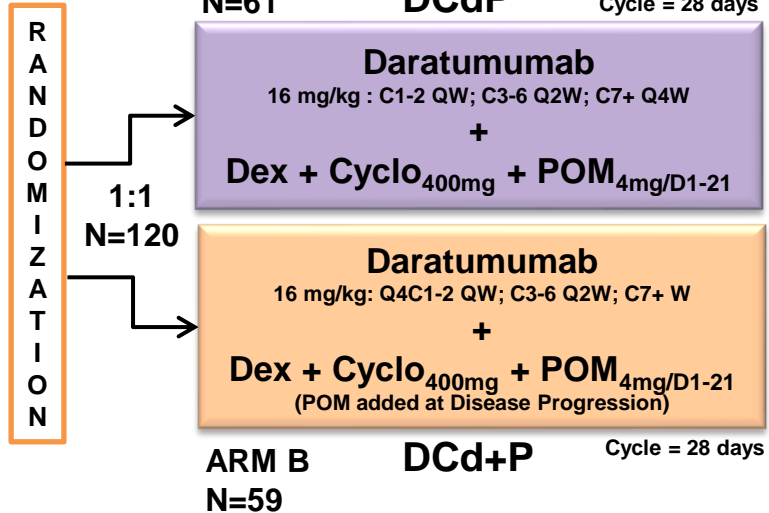 N=61 DCdP Cycle = 28 days
RANDOMIZATION
Daratumumab
16 mg/kg : C1-2 QW; C3-6 Q2W; C7+ Q4W
+
Dex + Cyclo400mg + POM4mg/D1-21
1:1
N=120
Daratumumab
16 mg/kg: Q4C1-2 QW; C3-6 Q2W; C7+ W
+
Dex + Cyclo400mg + POM4mg/D1-21
(POM added at Disease Progression)
ARM B DCd+P Cycle = 28 days
N=59